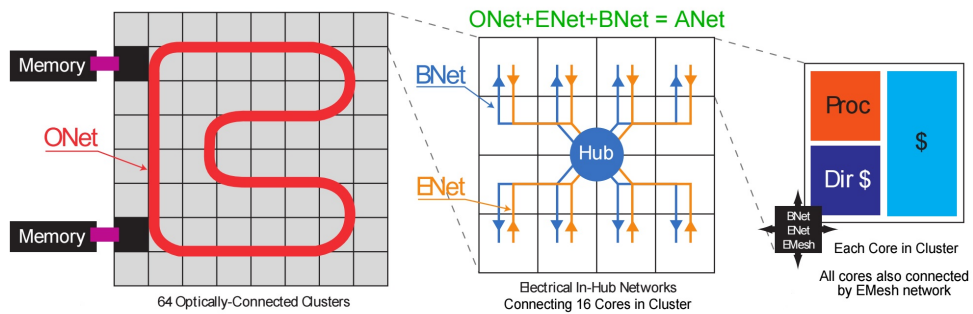 ONet+ENet+BNet = ANet
Memory
ONet
Memory
64 Optically-Connected Clusters
BNet
Hub
ENet
Electrical In-Hub Networks
Connecting 16 Cores in Cluster
Proc
$
Dir $
BNet
ENet
EMesh
Each Core in Cluster
All cores also connected
by EMesh network